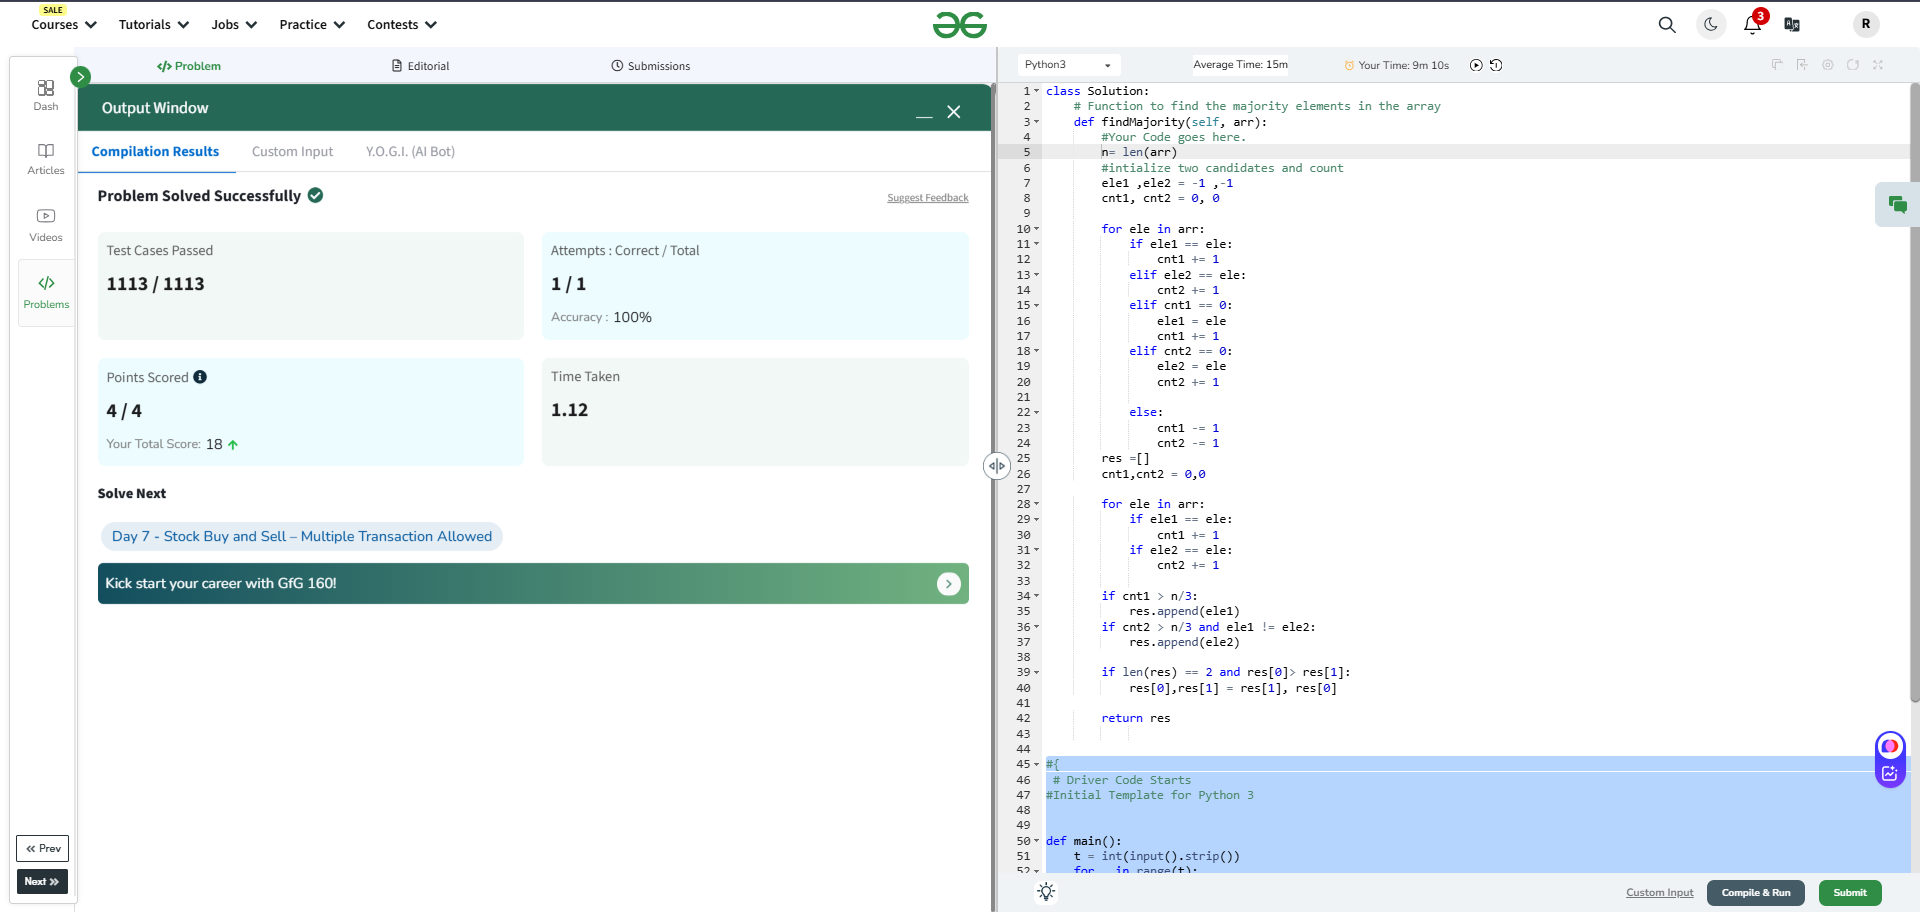 SALE
Courses Tutorials Jobs Practice Contests
3
R
Dash
Articles
Videos
Problems
Prev
Next
Problem Editorial Submissions
Output Window
Compilation Results Custom Input Y.O.G.I. (AI Bot)
Problem Solved Successfully
Suggest Feedback
Test Cases Passed
1113 / 1113
Attempts : Correct / Total
1 / 1
Accuracy : 100%
Points Scored
4 / 4
Your Total Score: 18
Time Taken
1.12
Solve Next
Day 7 - Stock Buy and Sell – Multiple Transaction Allowed
Kick start your career with GfG 160!
Python3 Average Time: 15m Your Time: 9m 10s
1 class Solution:
2     # Function to find the majority elements in the array
3     def findMajority(self, arr):
4         #Your Code goes here.
5         n= len(arr)
6         #intialize two candidates and count
7         ele1 ,ele2 = -1 ,-1
8         cnt1, cnt2 = 0, 0
9
10         for ele in arr:
11             if ele1 == ele:
12                 cnt1 += 1
13             elif ele2 == ele:
14                 cnt2 += 1
15             elif cnt1 == 0:
16                 ele1 = ele
17                 cnt1 += 1
18             elif cnt2 == 0:
19                 ele2 = ele
20                 cnt2 += 1
21
22             else:
23                 cnt1 -= 1
24                 cnt2 -= 1
25         res =[]
26         cnt1,cnt2 = 0,0
27
28         for ele in arr:
29             if ele1 == ele:
30                 cnt1 += 1
31             if ele2 == ele:
32                 cnt2 += 1
33
34         if cnt1 > n/3:
35             res.append(ele1)
36         if cnt2 > n/3 and ele1 != ele2:
37             res.append(ele2)
38
39         if len(res) == 2 and res[0]> res[1]:
40             res[0],res[1] = res[1], res[0]
41
42         return res
43
44
45 #{
46  # Driver Code Starts
47 #Initial Template for Python 3
48
49
50 def main():
51     t = int(input().strip())
52     for _ in range(t):
Custom Input Compile & Run Submit